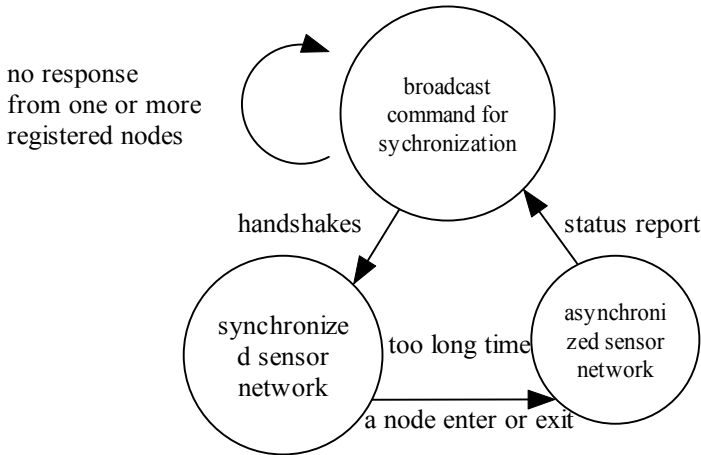 no response
from one or more
registered nodes
broadcast
command for
sychronization
handshakes
status report
synchronize
d sensor
network
too long time
asynchroni
zed sensor
network
a node enter or exit